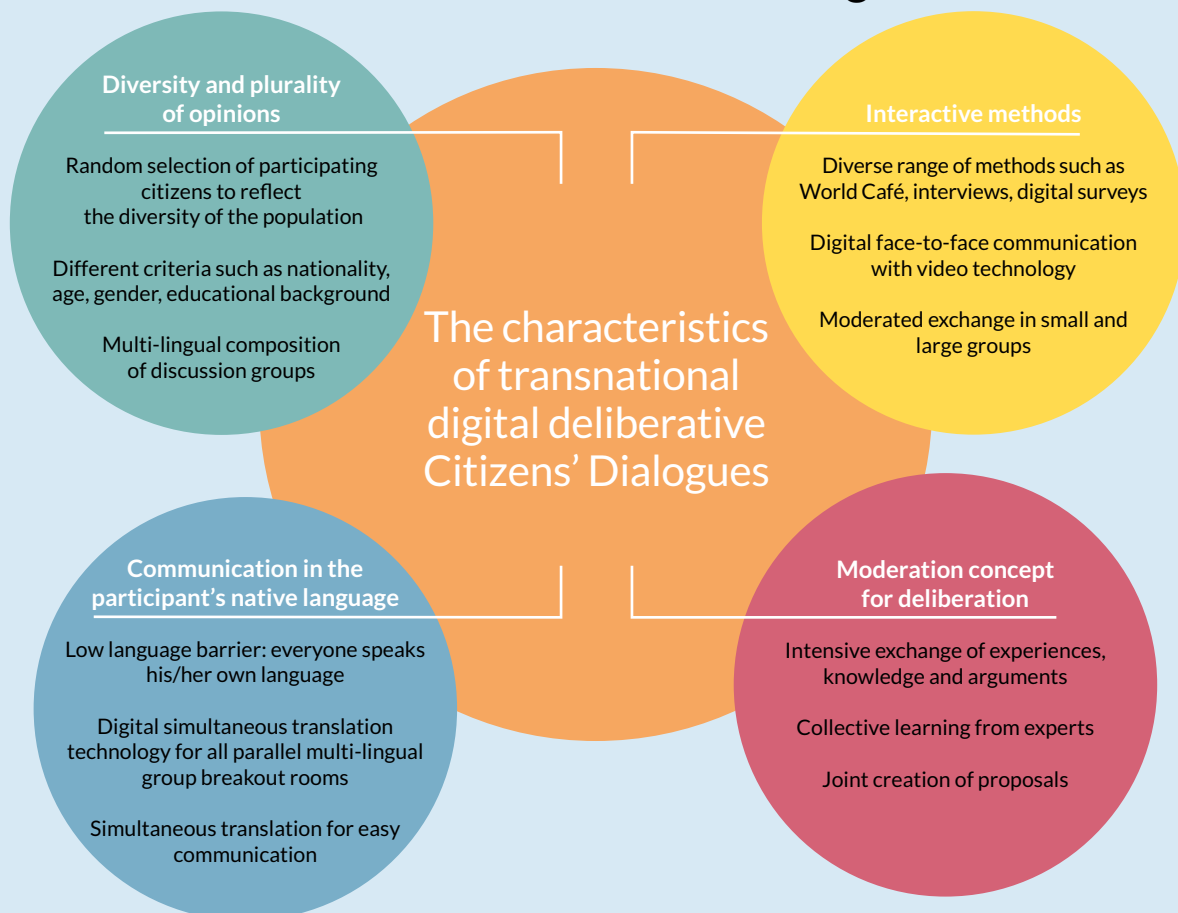 Diversity and plurality
of opinions
Random selection of participating
citizens to reflect
the diversity of the population
Different criteria such as nationality,
age, gender, educational background
Multi-lingual composition
of discussion groups
Interactive methods
Diverse range of methods such as
World Café, interviews, digital surveys
Digital face-to-face communication
with video technology
Moderated exchange in small and
large groups
The characteristics
of transnational
digital deliberative
Citizens’ Dialogues
Communication in the
participant’s native language
Low language barrier: everyone speaks
his/her own language
Digital simultaneous translation
technology for all parallel multi-lingual
group breakout rooms
Simultaneous translation for easy
communication
Moderation concept
for deliberation
Intensive exchange of experiences,
knowledge and arguments
Collective learning from experts
Joint creation of proposals